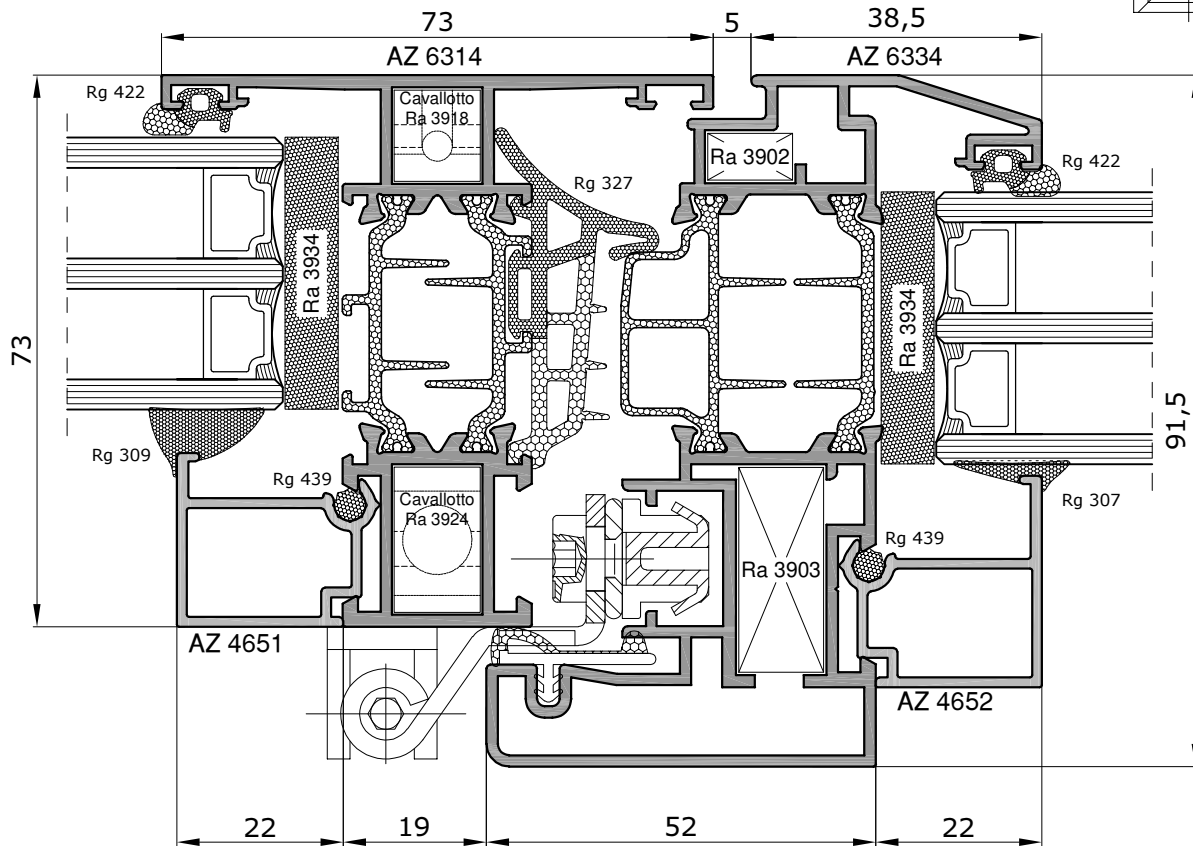 73
5
38,5
AZ 6314
AZ 6334
Rg 422
Cavallotto
Ra 3918
Ra 3902
Rg 422
Rg 327
Ra 3934
Ra 3934
73
91,5
Rg 309
Rg 439
Cavallotto
Ra 3924
Rg 307
Rg 439
Ra 3903
AZ 4651
AZ 4652
22
19
52
22